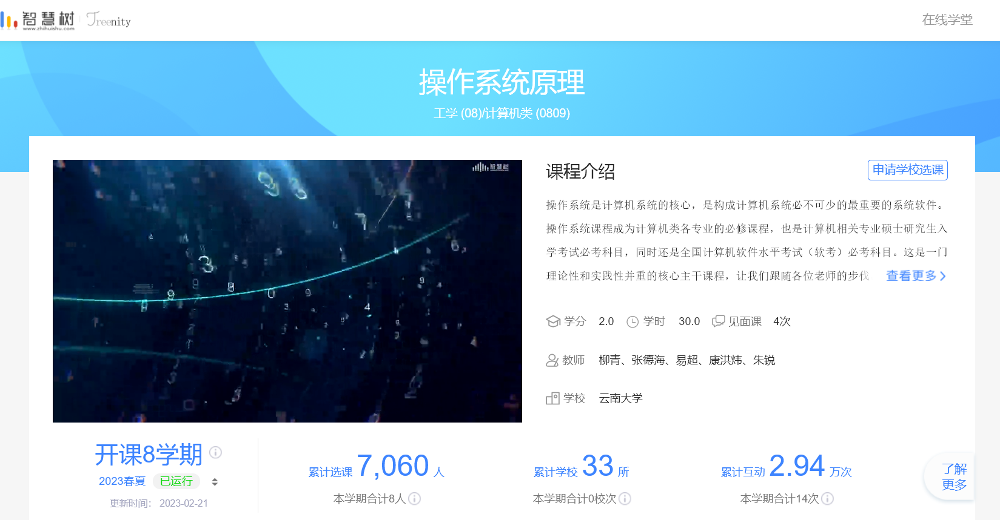 智慧树 Treenity
www.zhihuishu.com
在线学堂
操作系统原理
工学 (08)/计算机类 (0809)
智慧树
课程介绍
申请学校选课
操作系统是计算机系统的核心，是构成计算机系统必不可少的最重要的系统软件。
操作系统课程成为计算机类各专业的必修课程，也是计算机相关专业硕士研究生入
学考试必考科目，同时还是全国计算机软件水平考试（软考）必考科目。这是一门
理论性和实践性并重的核心主干课程，让我们跟随各位老师的步伐 查看更多
学分 2.0 学时 30.0 见面课 4次
教师 柳青、张德海、易超、康洪炜、朱锐
学校 云南大学
开课8学期
2023春夏 已运行
更新时间： 2023-02-21
累计选课 7,060 人
本学期合计8人
累计学校 33 所
本学期合计0校次
累计互动 2.94 万次
本学期合计14次
了解
更多